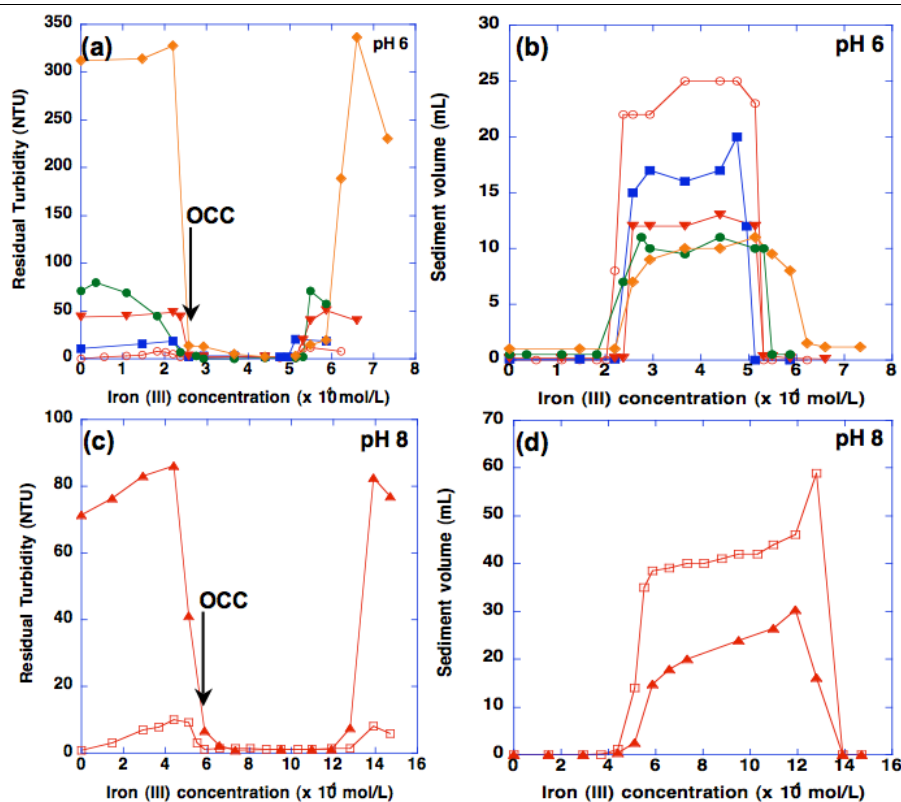 (a)
pH 6
Residual Turbidity (NTU)
350
300
250
200
150
100
50
0
OCC
0 1 2 3 4 5 6 7 8
Iron (III) concentration (x 10 mol/L)
(b)
pH 6
Sediment volume (mL)
30
25
20
15
10
5
0
0 1 2 3 4 5 6 7 8
Iron (III) concentration (x 10 mol/L)
(c)
pH 8
Residual Turbidity (NTU)
100
80
60
40
20
0
OCC
0 2 4 6 8 10 12 14 16
Iron (III) concentration (x 10 mol/L)
(d)
pH 8
Sediment volume (mL)
70
60
50
40
30
20
10
0
0 2 4 6 8 10 12 14 16
Iron (III) concentration (x 10 mol/L)